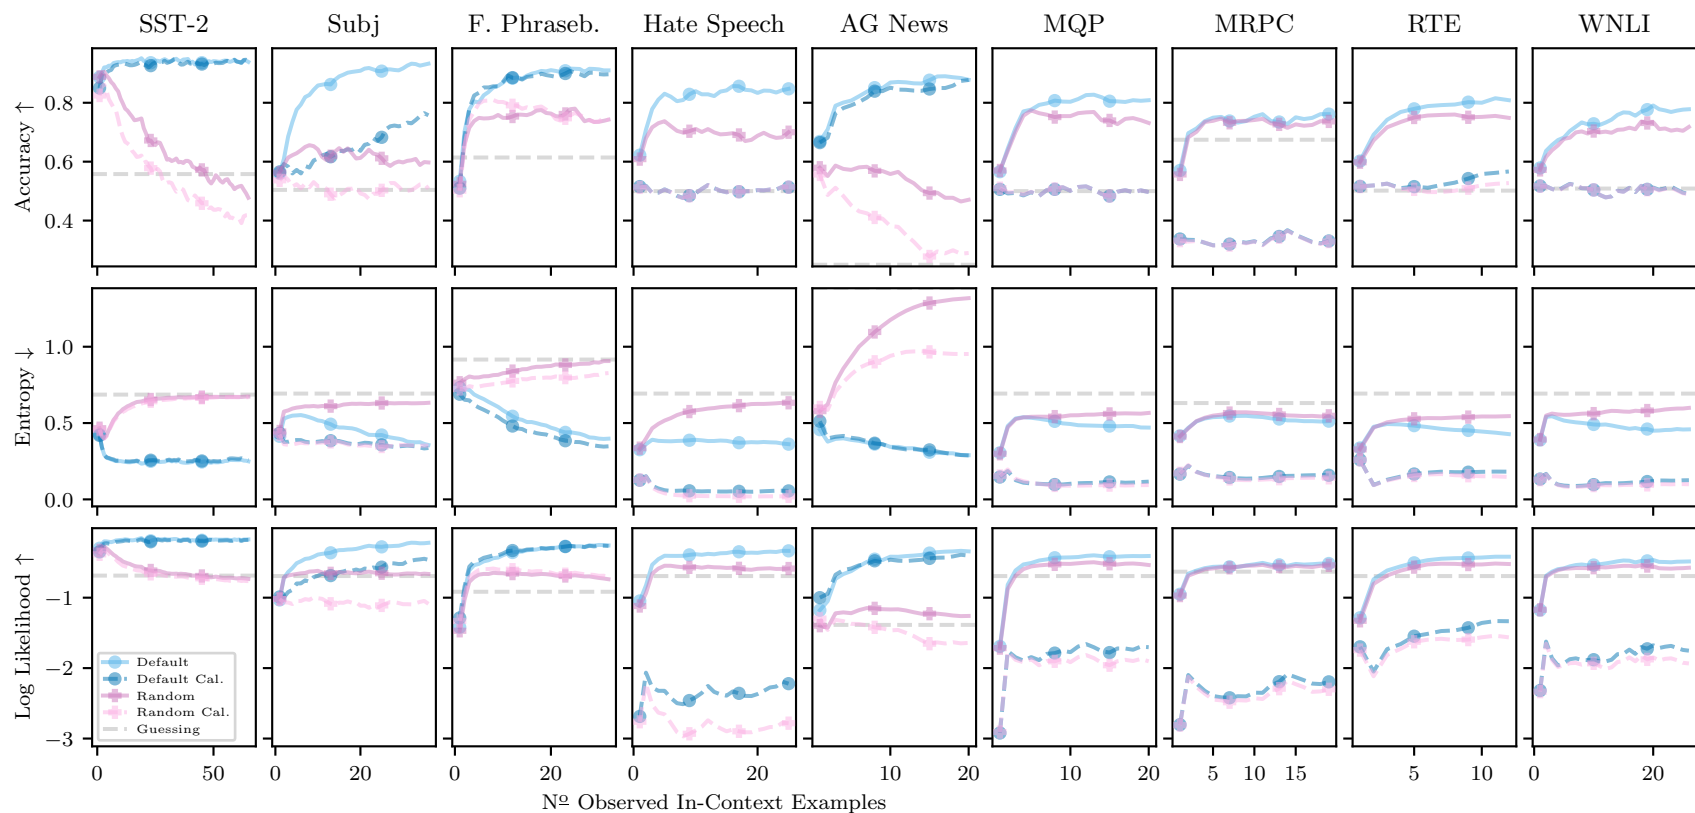 SST-2 Subj F. Phraseb. Hate Speech AG News MQP MRPC RTE WNLI
Accuracy ↑
0.8
0.6
0.4
Entropy ↓
1.0
0.5
0.0
Log Likelihood ↑
−1
−2
−3
Default
Default Cal.
Random
Random Cal.
Guessing
0 50 0 20 0 20 0 20 0 10 20 10 20 5 10 15 5 10 0 10 20
Nº Observed In-Context Examples